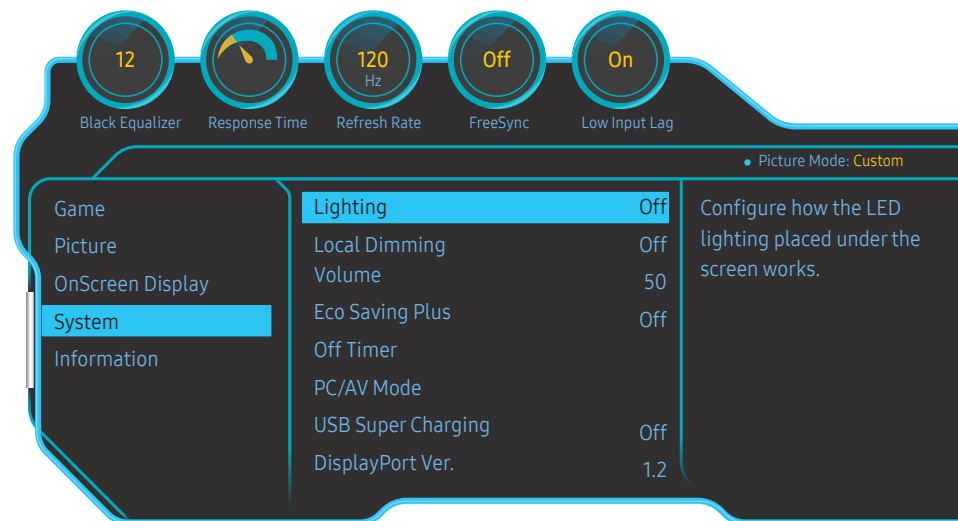 12
120
Hz
Off
On
Black Equalizer
Response Time
Refresh Rate
FreeSync
Low Input Lag
Picture Mode: Custom
Game
Picture
OnScreen Display
System
Information
Lighting Off
Local Dimming Off
Volume 50
Eco Saving Plus Off
Off Timer
PC/AV Mode
USB Super Charging Off
DisplayPort Ver. 1.2
Configure how the LED
lighting placed under the
screen works.